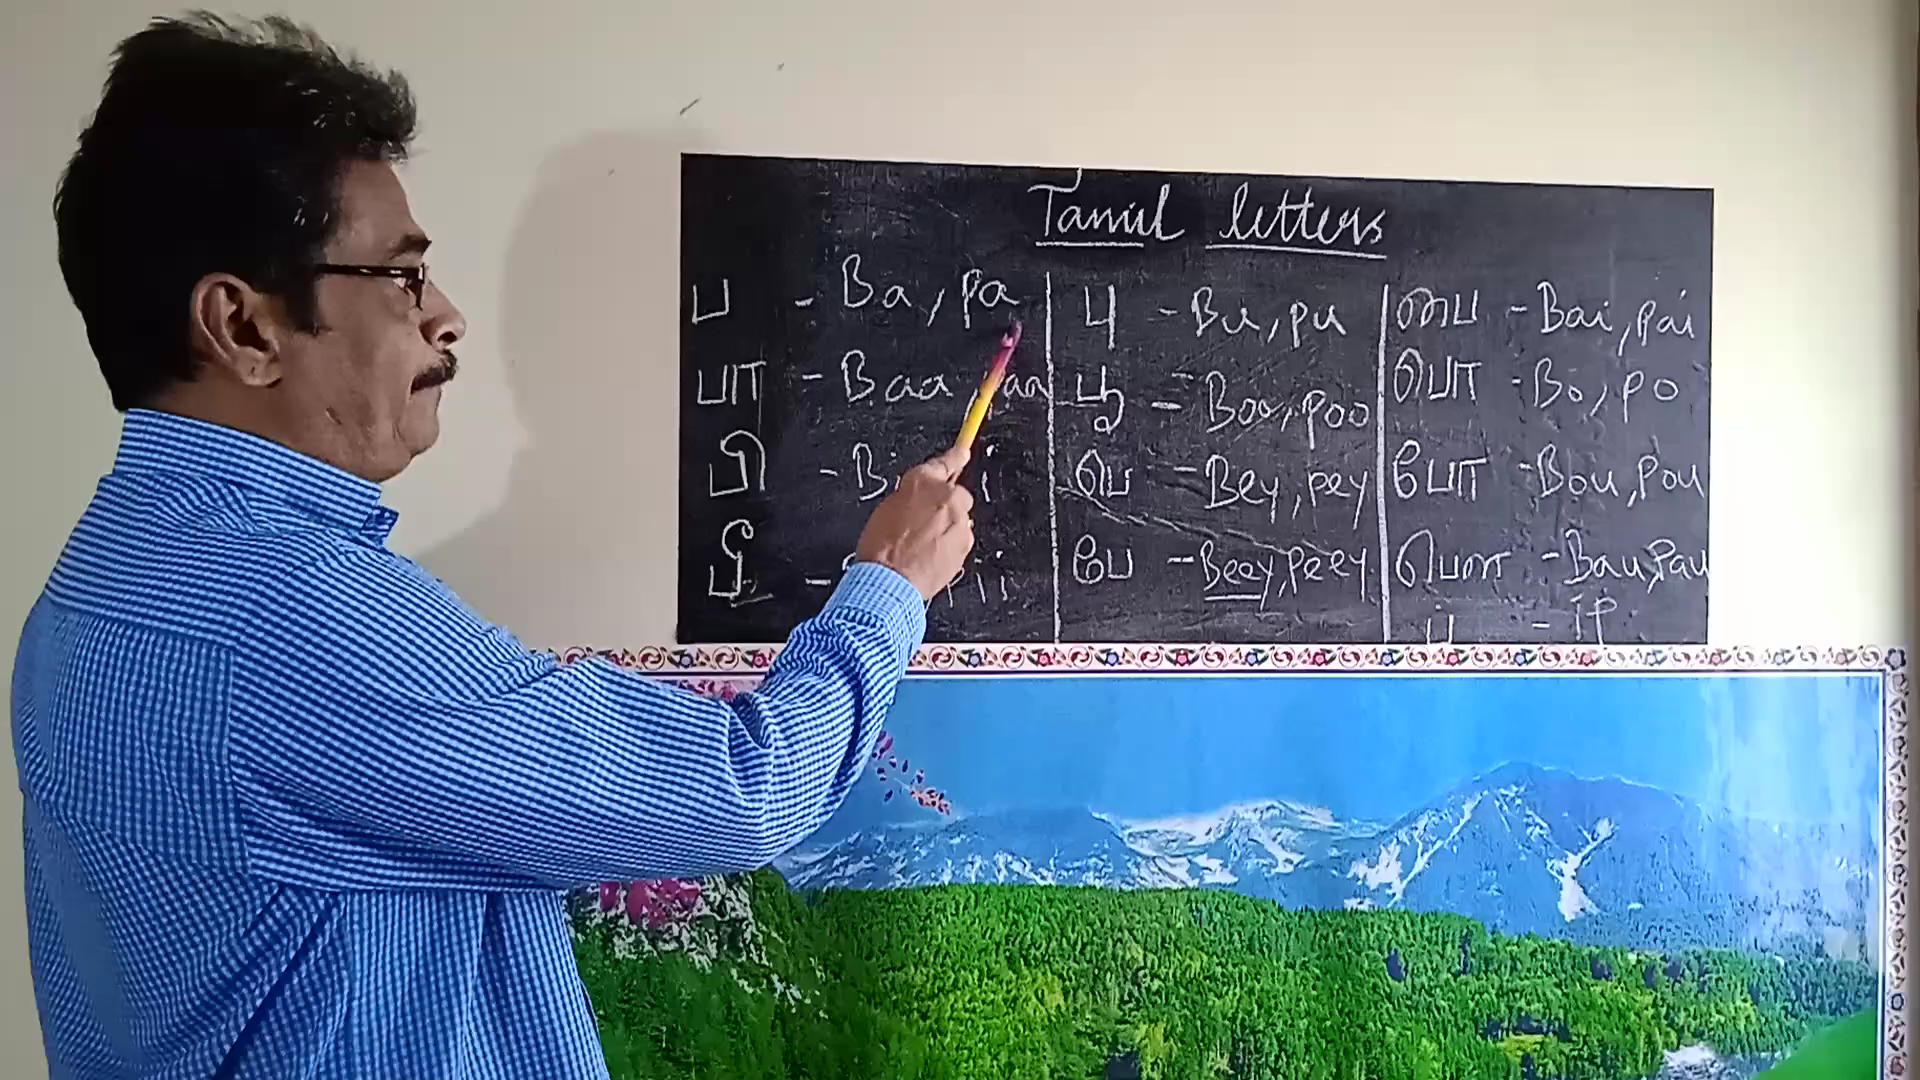 Tamil letters
ப - Ba, pa
பா - Baa
பி - Bi
பீ -
பு - Bu, pu
பூ - Boo, poo
பெ - Bey, pey
பே - Beey, peey
பை - Bai, pai
பொ - Bo, po
போ - Bou, pou
பௌ - Bau, pau
ப் - ip